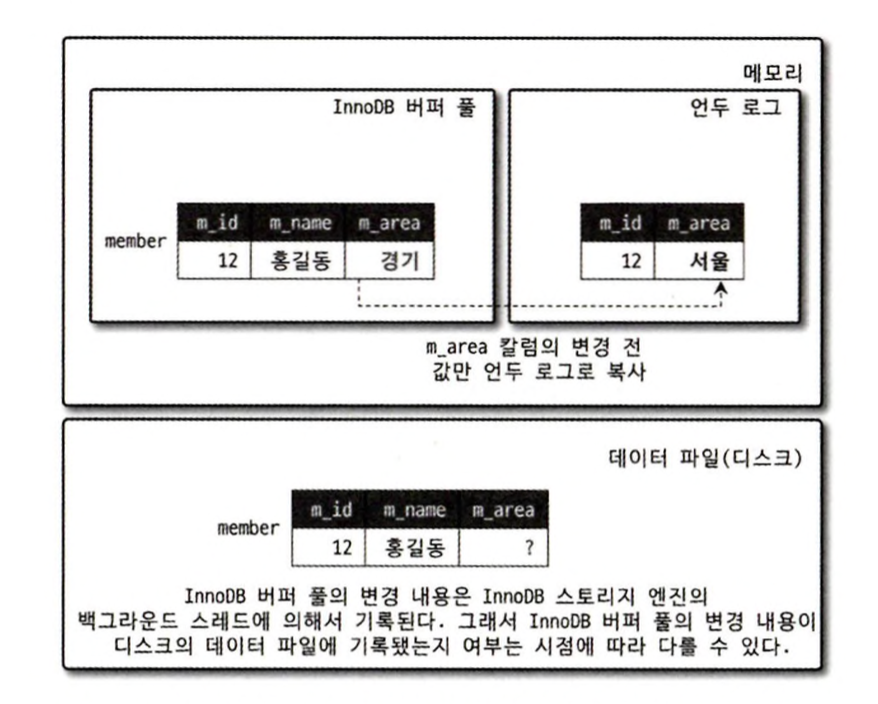 메모리
InnoDB 버퍼 풀
언두 로그
m_id m_name m_area
member
12 홍길동 경기
m_id m_area
12 서울
m_area 칼럼의 변경 전
값만 언두 로그로 복사
데이터 파일(디스크)
m_id m_name m_area
member
12 홍길동 ?
InnoDB 버퍼 풀의 변경 내용은 InnoDB 스토리지 엔진의
백그라운드 스레드에 의해서 기록된다. 그래서 InnoDB 버퍼 풀의 변경 내용이
디스크의 데이터 파일에 기록됐는지 여부는 시점에 따라 다룰 수 있다.